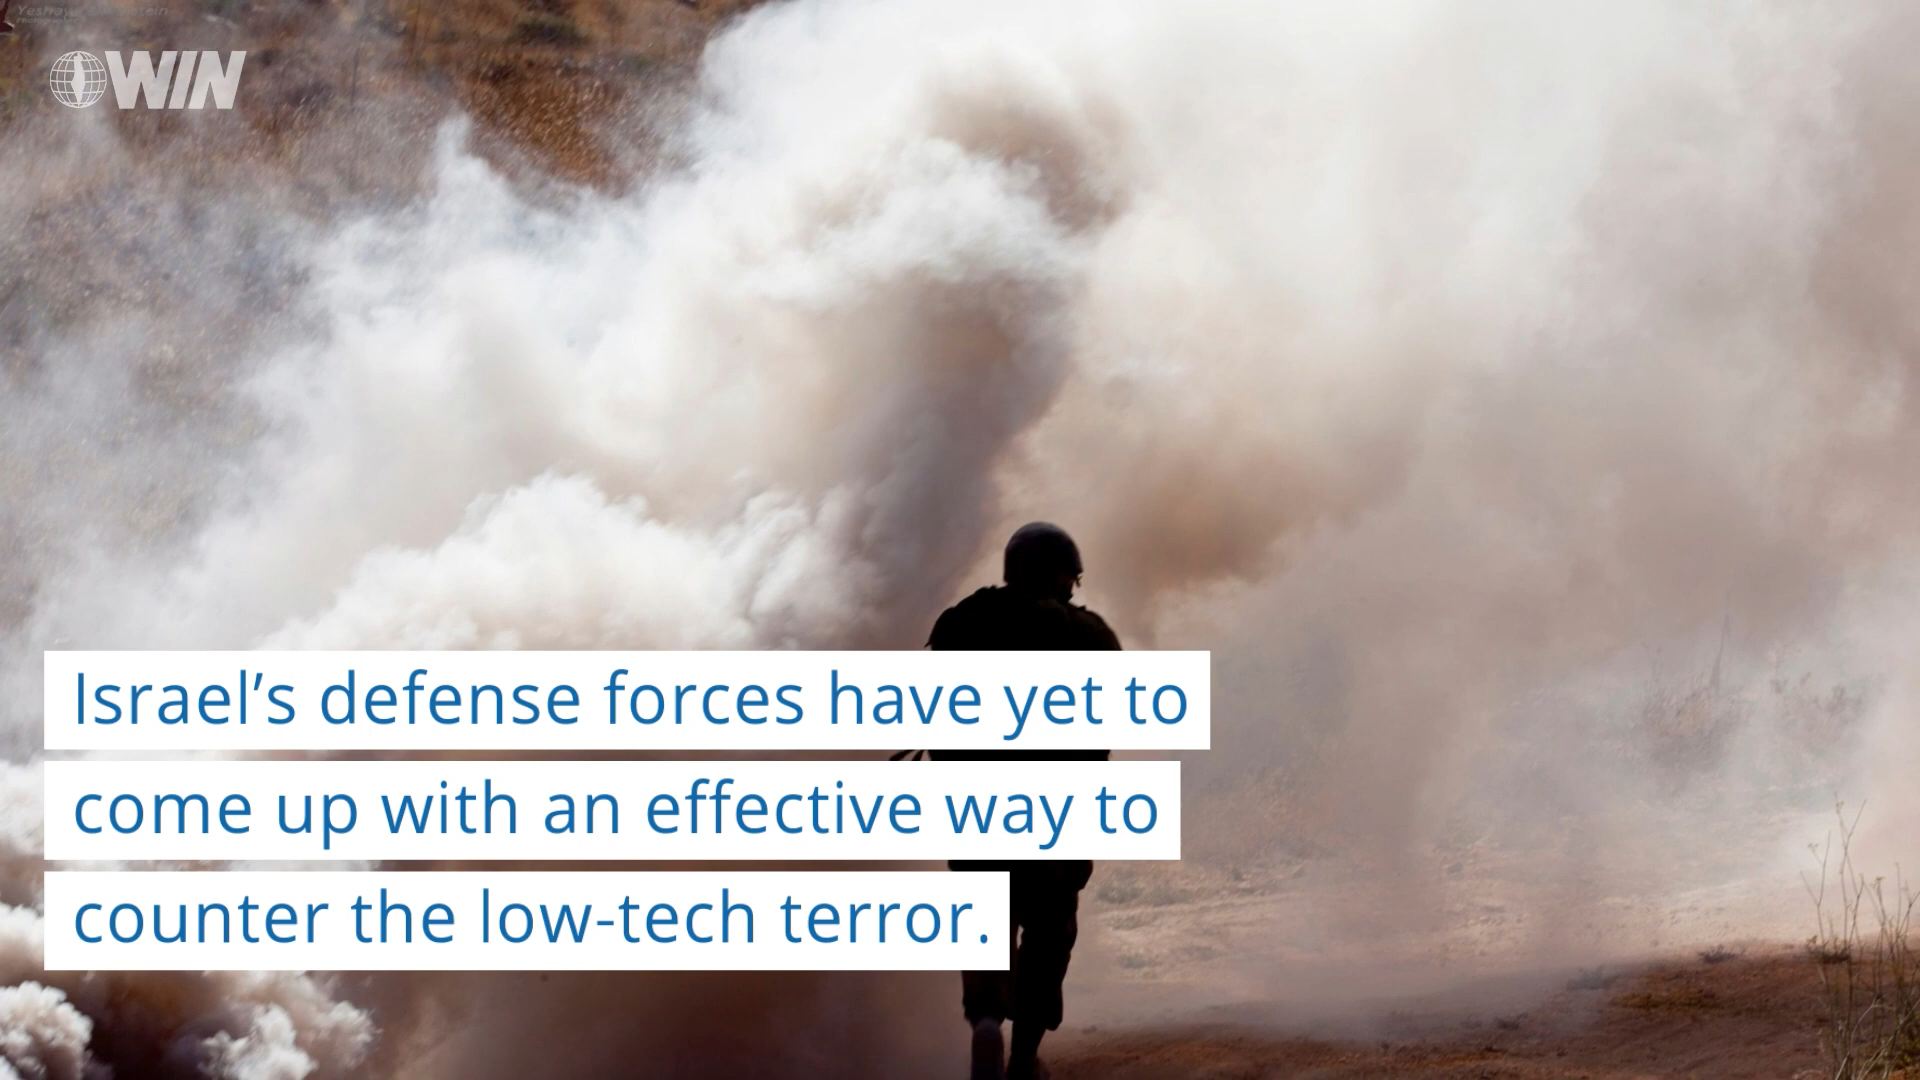 WIN
Israel’s defense forces have yet to
come up with an effective way to
counter the low-tech terror.